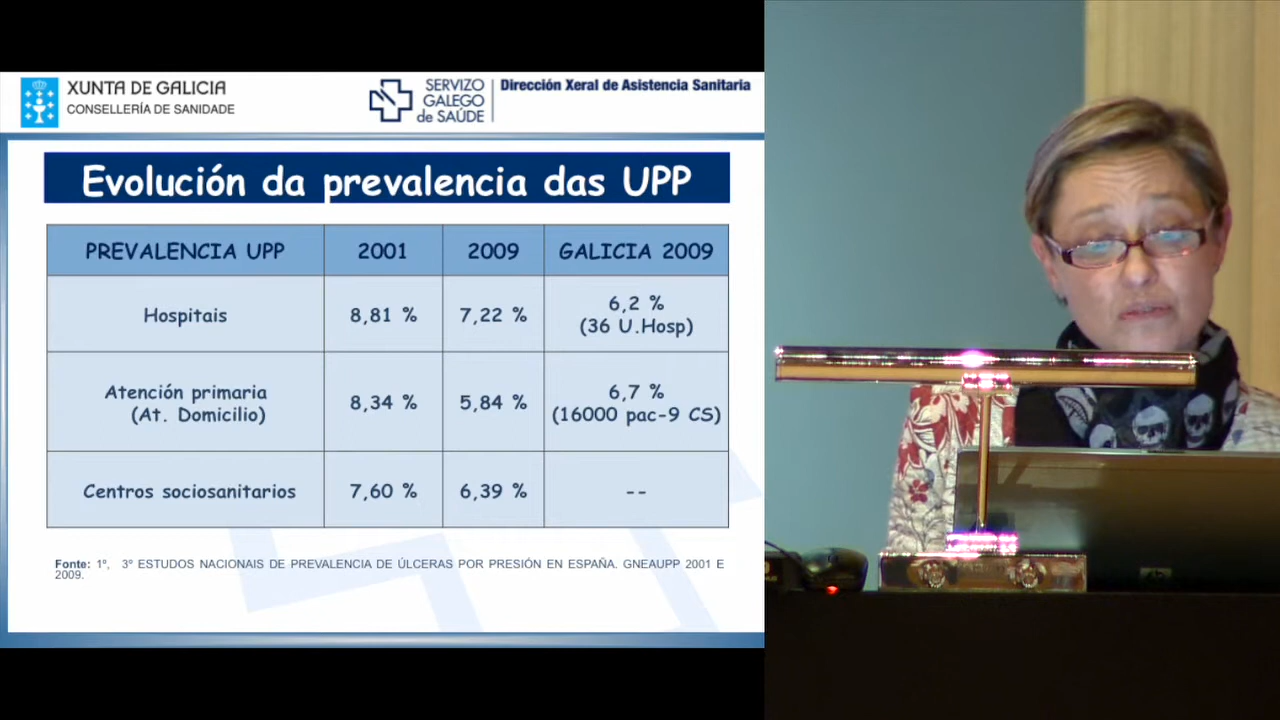 XUNTA DE GALICIA
CONSELLERÍA DE SANIDADE
SERVIZO
GALEGO
de SAÚDE
Dirección Xeral de Asistencia Sanitaria
Evolución da prevalencia das UPP
PREVALENCIA UPP 2001 2009 GALICIA 2009
Hospitais 8,81 % 7,22 % 6,2 %
(36 U.Hosp)
Atención primaria
(At. Domicilio) 8,34 % 5,84 % 6,7 %
(16000 pac-9 CS)
Centros sociosanitarios 7,60 % 6,39 % --
Fonte: 1º, 3º ESTUDOS NACIONAIS DE PREVALENCIA DE ÚLCERAS POR PRESIÓN EN ESPAÑA. GNEAUPP 2001 E
2009.